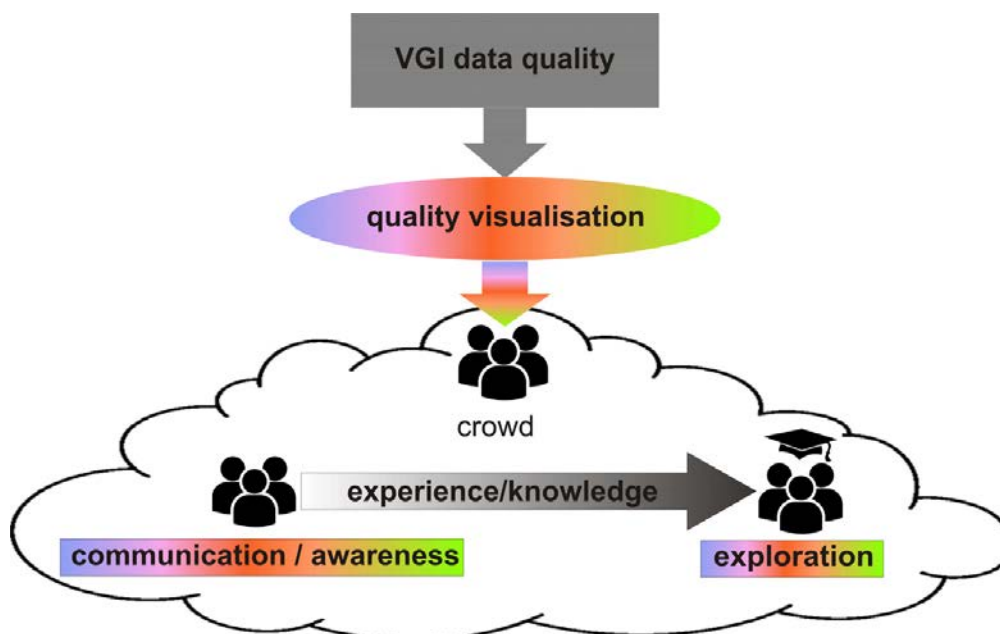 VGI data quality
quality visualisation
crowd
experience/knowledge
communication / awareness
exploration